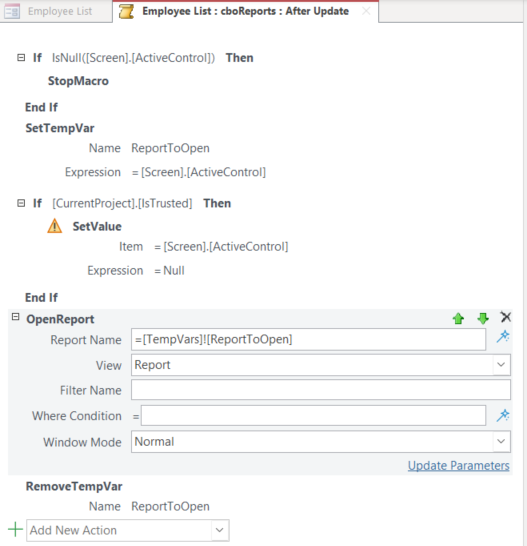 Employee List
Employee List : cboReports : After Update
If IsNull([Screen].[ActiveControl]) Then
StopMacro
End If
SetTempVar
Name ReportToOpen
Expression = [Screen].[ActiveControl]
If [CurrentProject].[IsTrusted] Then
SetValue
Item = [Screen].[ActiveControl]
Expression = Null
End If
OpenReport
Report Name =[TempVars]![ReportToOpen]
View Report
Filter Name
Where Condition =
Window Mode Normal
Update Parameters
RemoveTempVar
Name ReportToOpen
Add New Action